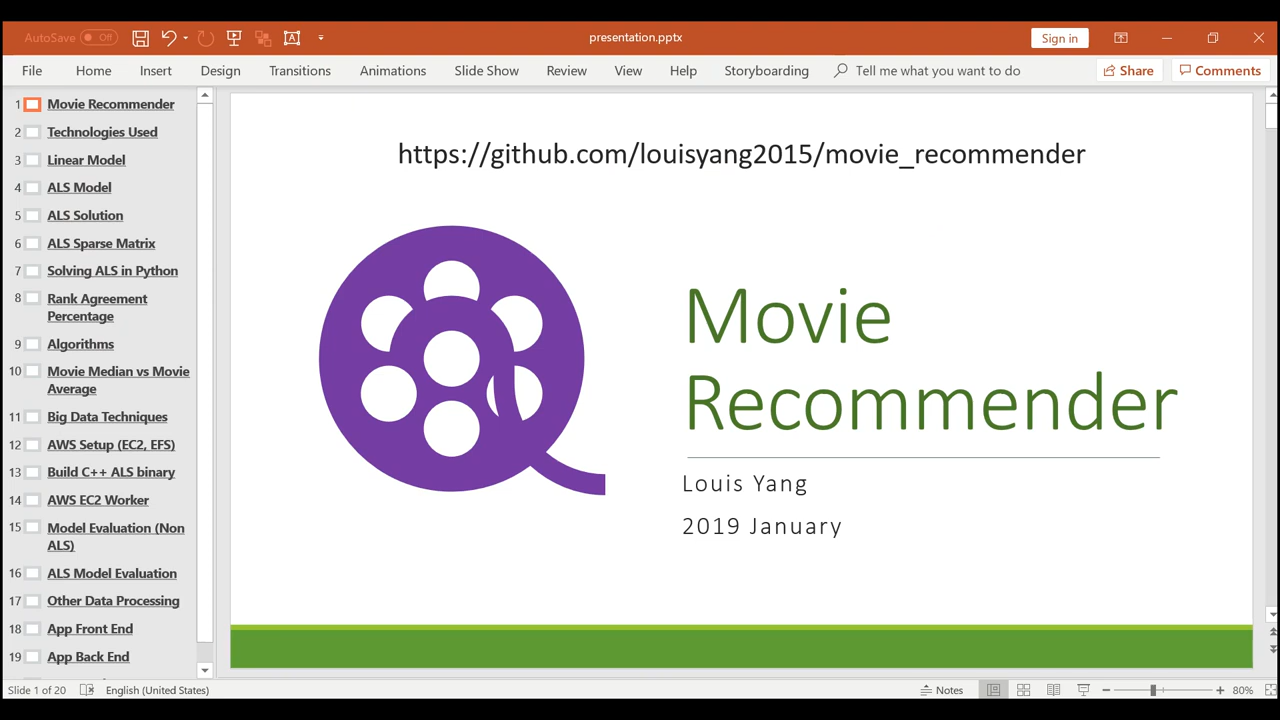 AutoSave Off
presentation.pptx
Sign in
File Home Insert Design Transitions Animations Slide Show Review View Help Storyboarding Tell me what you want to do Share Comments
1 Movie Recommender
2 Technologies Used
3 Linear Model
4 ALS Model
5 ALS Solution
6 ALS Sparse Matrix
7 Solving ALS in Python
8 Rank Agreement
Percentage
9 Algorithms
10 Movie Median vs Movie
Average
11 Big Data Techniques
12 AWS Setup (EC2, EFS)
13 Build C++ ALS binary
14 AWS EC2 Worker
15 Model Evaluation (Non
ALS)
16 ALS Model Evaluation
17 Other Data Processing
18 App Front End
19 App Back End
https://github.com/louisyang2015/movie_recommender
Movie
Recommender
Louis Yang
2019 January
Slide 1 of 20 English (United States) Notes 80%